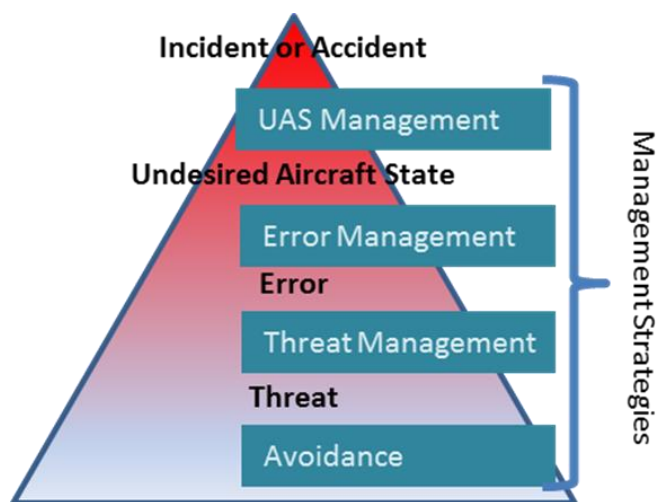 Incident or Accident
UAS Management
Undesired Aircraft State
Error Management
Error
Threat Management
Threat
Avoidance
Management Strategies